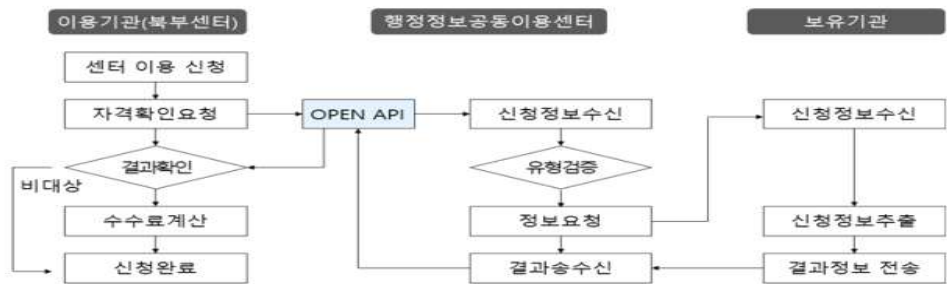 이용기관(북부센터) 행정정보공동이용센터 보유기관
센터 이용 신청
자격확인요청 OPEN API 신청정보수신 신청정보수신
결과확인 유형검증
비대상
수수료계산 정보요청 신청정보추출
신청완료 결과송수신 결과정보 전송